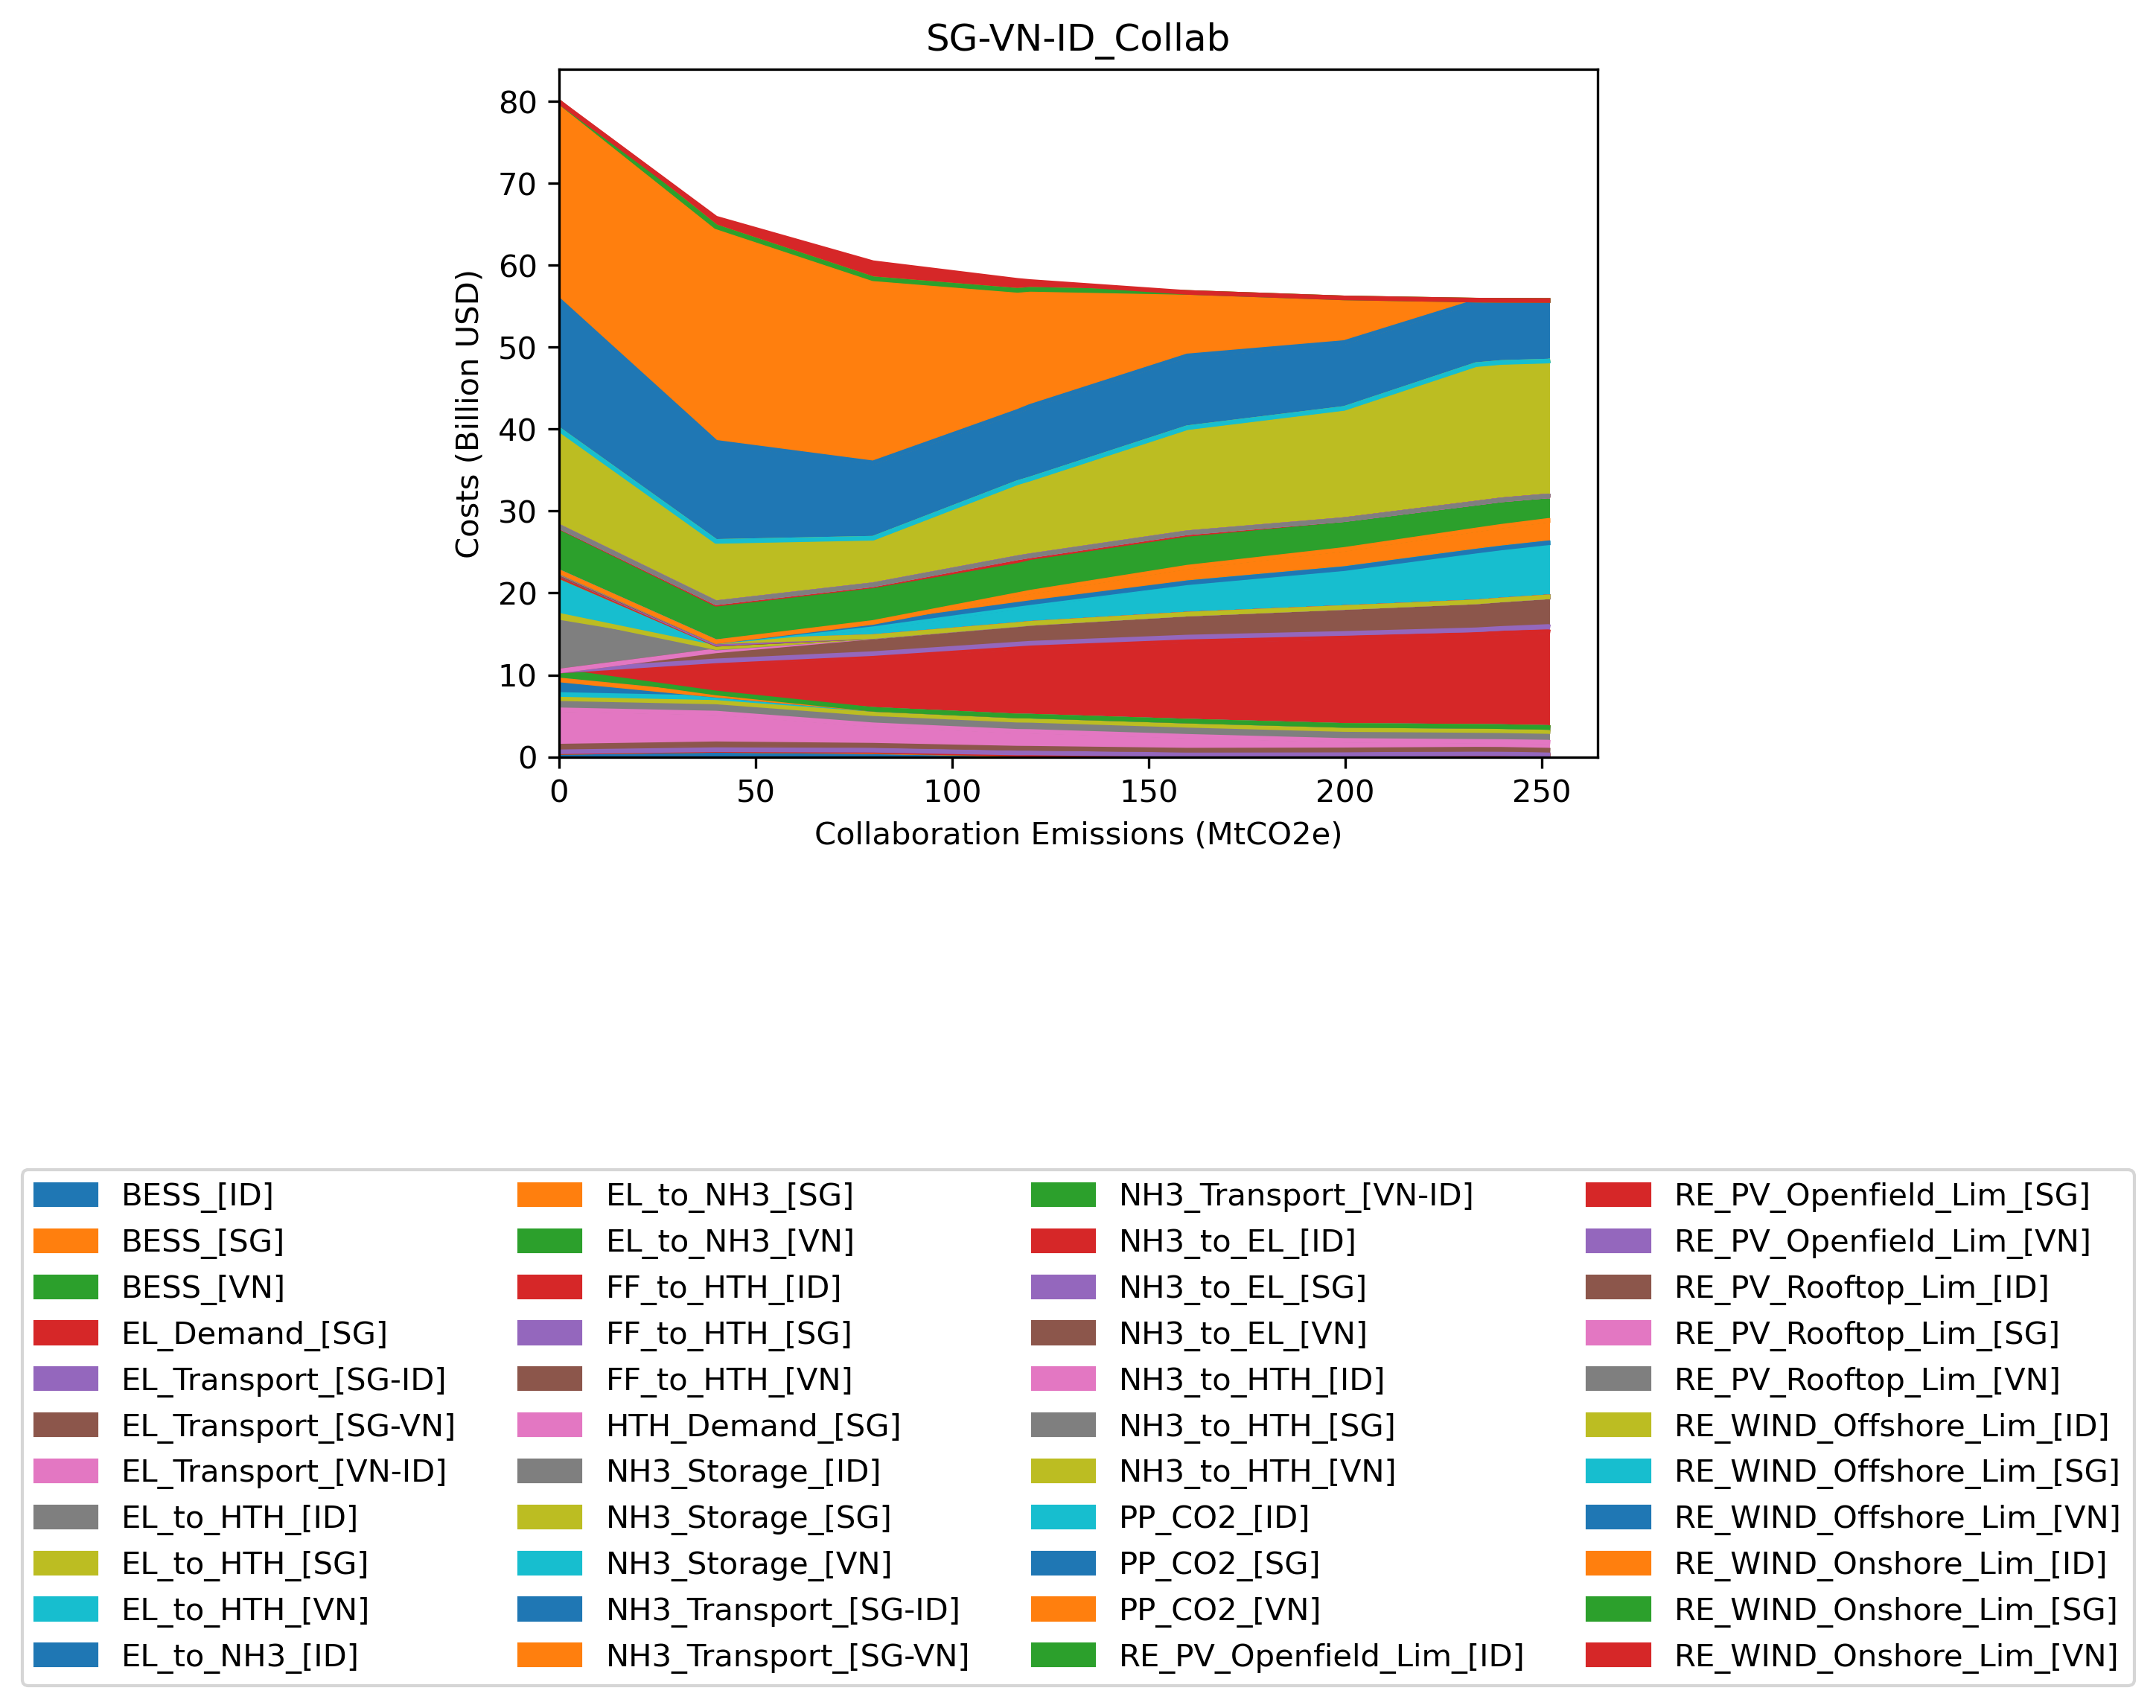 SG-VN-ID_Collab
Costs (Billion USD)
80
70
60
50
40
30
20
10
0
0 50 100 150 200 250
Collaboration Emissions (MtCO2e)
BESS_[ID]
BESS_[SG]
BESS_[VN]
EL_Demand_[SG]
EL_Transport_[SG-ID]
EL_Transport_[SG-VN]
EL_Transport_[VN-ID]
EL_to_HTH_[ID]
EL_to_HTH_[SG]
EL_to_HTH_[VN]
EL_to_NH3_[ID]
EL_to_NH3_[SG]
EL_to_NH3_[VN]
FF_to_HTH_[ID]
FF_to_HTH_[SG]
FF_to_HTH_[VN]
HTH_Demand_[SG]
NH3_Storage_[ID]
NH3_Storage_[SG]
NH3_Storage_[VN]
NH3_Transport_[SG-ID]
NH3_Transport_[SG-VN]
NH3_Transport_[VN-ID]
NH3_to_EL_[ID]
NH3_to_EL_[SG]
NH3_to_EL_[VN]
NH3_to_HTH_[ID]
NH3_to_HTH_[SG]
NH3_to_HTH_[VN]
PP_CO2_[ID]
PP_CO2_[SG]
PP_CO2_[VN]
RE_PV_Openfield_Lim_[ID]
RE_PV_Openfield_Lim_[SG]
RE_PV_Openfield_Lim_[VN]
RE_PV_Rooftop_Lim_[ID]
RE_PV_Rooftop_Lim_[SG]
RE_PV_Rooftop_Lim_[VN]
RE_WIND_Offshore_Lim_[ID]
RE_WIND_Offshore_Lim_[SG]
RE_WIND_Offshore_Lim_[VN]
RE_WIND_Onshore_Lim_[ID]
RE_WIND_Onshore_Lim_[SG]
RE_WIND_Onshore_Lim_[VN]